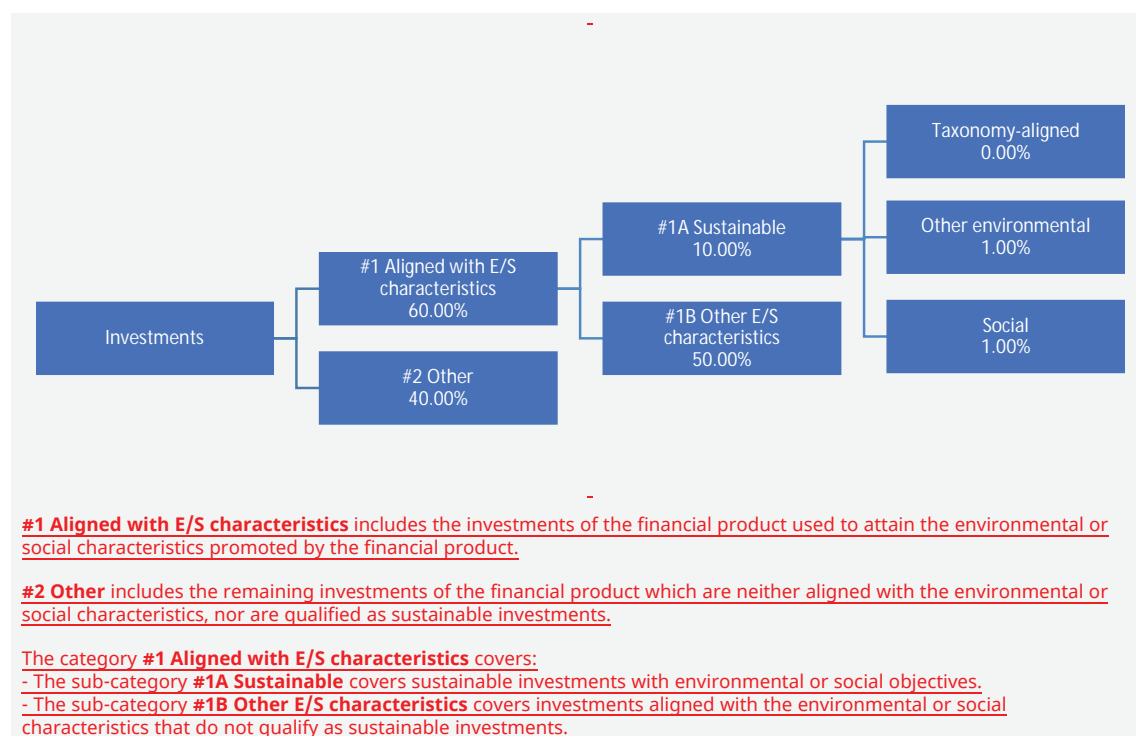 Taxonomy-aligned
0.00%
#1A Sustainable
10.00%
Other environmental
1.00%
#1 Aligned with E/S
characteristics
60.00%
Investments
#1B Other E/S
characteristics
50.00%
Social
1.00%
#2 Other
40.00%
#1 Aligned with E/S characteristics includes the investments of the financial product used to attain the environmental or
social characteristics promoted by the financial product.
#2 Other includes the remaining investments of the financial product which are neither aligned with the environmental or
social characteristics, nor are qualified as sustainable investments.
The category #1 Aligned with E/S characteristics covers:
- The sub-category #1A Sustainable covers sustainable investments with environmental or social objectives.
- The sub-category #1B Other E/S characteristics covers investments aligned with the environmental or social
characteristics that do not qualify as sustainable investments.